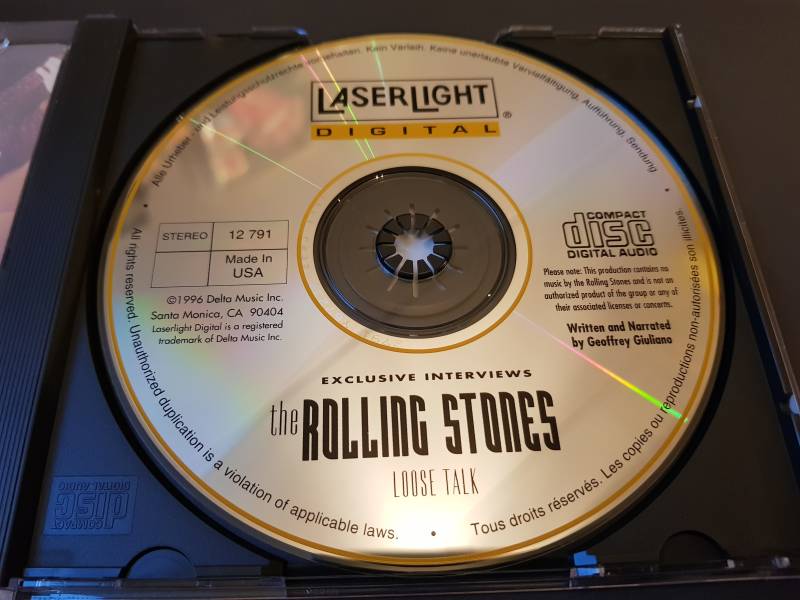 Alle Urheber- und Leistungsschutzrechte vorbehalten. Kein Verleih. Keine unerlaubte Vervielfältigung, Aufführung, Sendung
LASERLIGHT®
DIGITAL
STEREO 12 791
Made in
USA
©1996 Delta Music Inc.
Santa Monica, CA 90404
Laserlight Digital is a registered
trademark of Delta Music Inc.
COMPACT
disc
DIGITAL AUDIO
Please note: This production contains no
music by the Rolling Stones and is not an
authorized product of the group or any of
their associated licenses or concerts.
Written and Narrated
by Geoffrey Giuliano
EXCLUSIVE INTERVIEWS
the ROLLING STONES
LOOSE TALK
All rights reserved. Unauthorized duplication is a violation of applicable laws.
• Tous droits réservés. Les copies ou reproductions non-autorisées son illicites.
COMPACT
disc
DIGITAL AUDIO